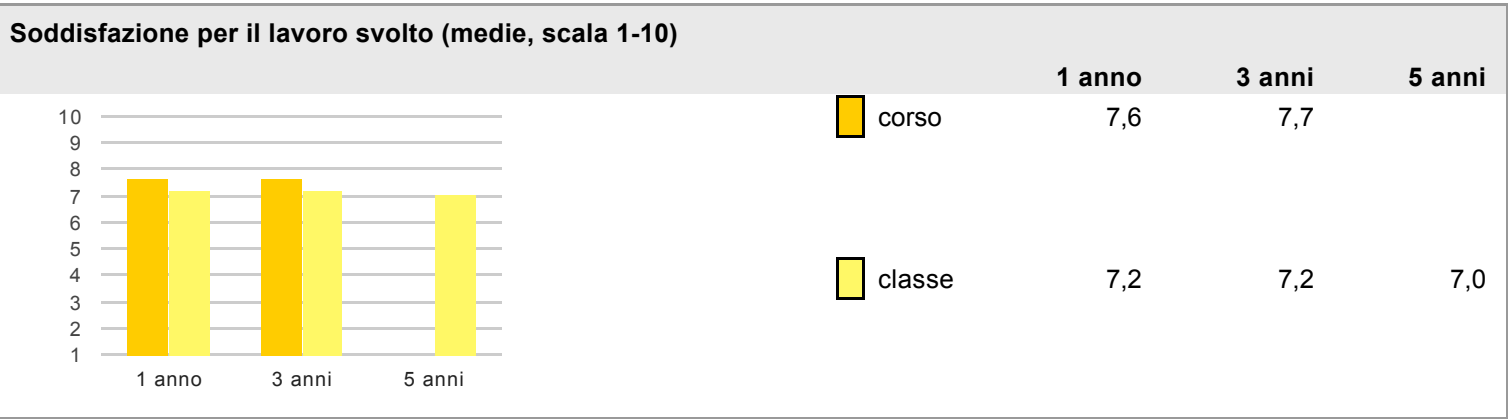 Soddisfazione per il lavoro svolto (medie, scala 1-10)
1 anno 3 anni 5 anni
corso 7,6 7,7
classe 7,2 7,2 7,0
10
9
8
7
6
5
4
3
2
1
1 anno 3 anni 5 anni